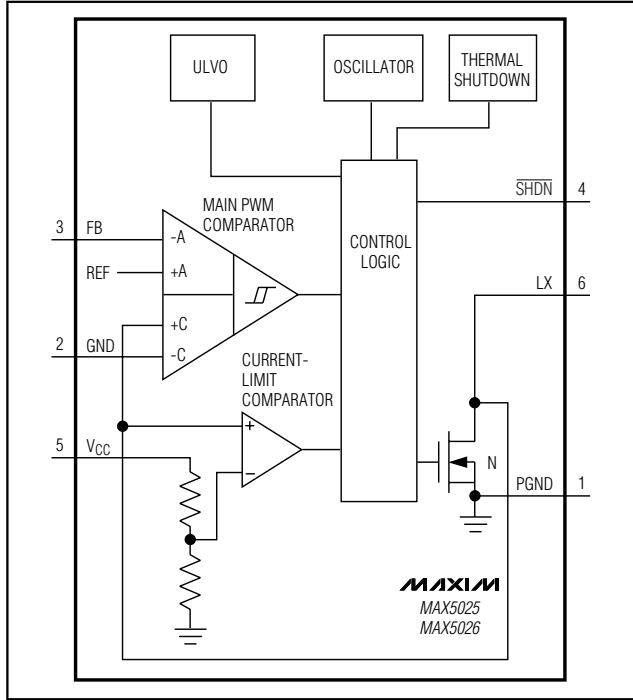 ULVO
OSCILLATOR
THERMAL
SHUTDOWN
SHDN 4
MAIN PWM
COMPARATOR
3 FB
-A
CONTROL
LOGIC
REF
+A
LX 6
+C
2 GND
-C
CURRENT-
LIMIT
COMPARATOR
+
5 VCC
-
N
PGND 1
MAXIM
MAX5025
MAX5026